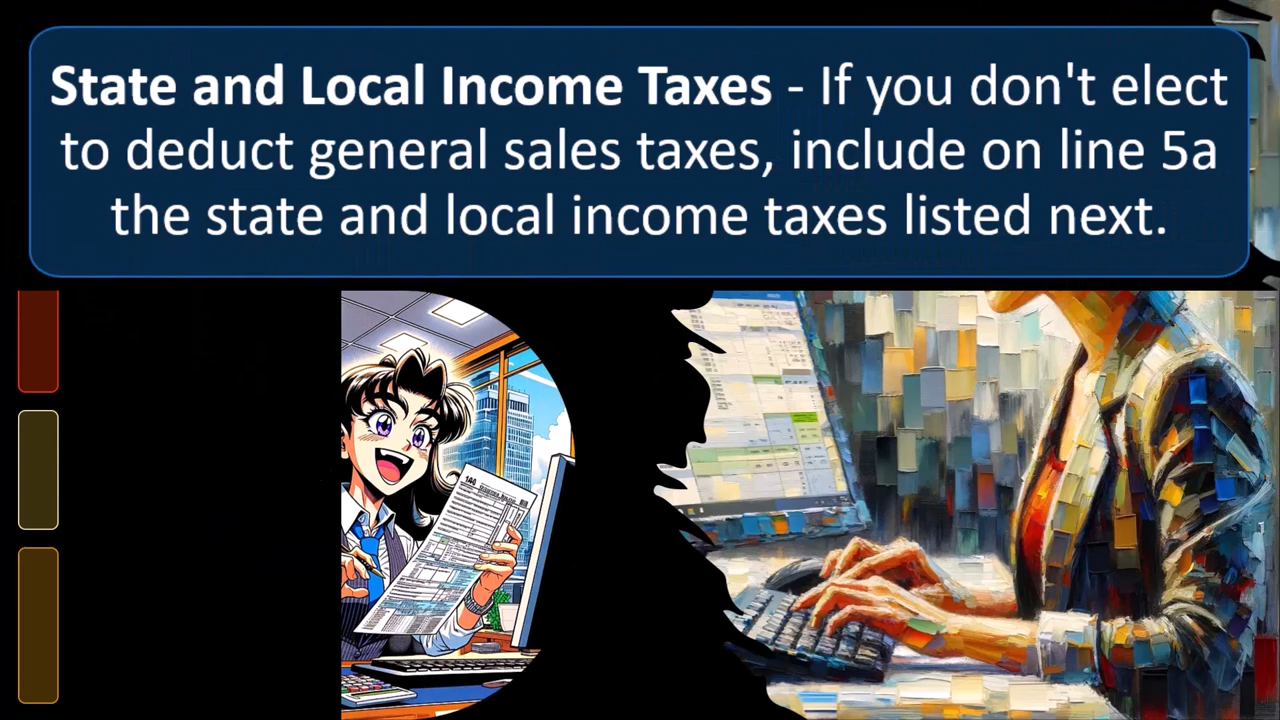 State and Local Income Taxes - If you don't elect
to deduct general sales taxes, include on line 5a
the state and local income taxes listed next.